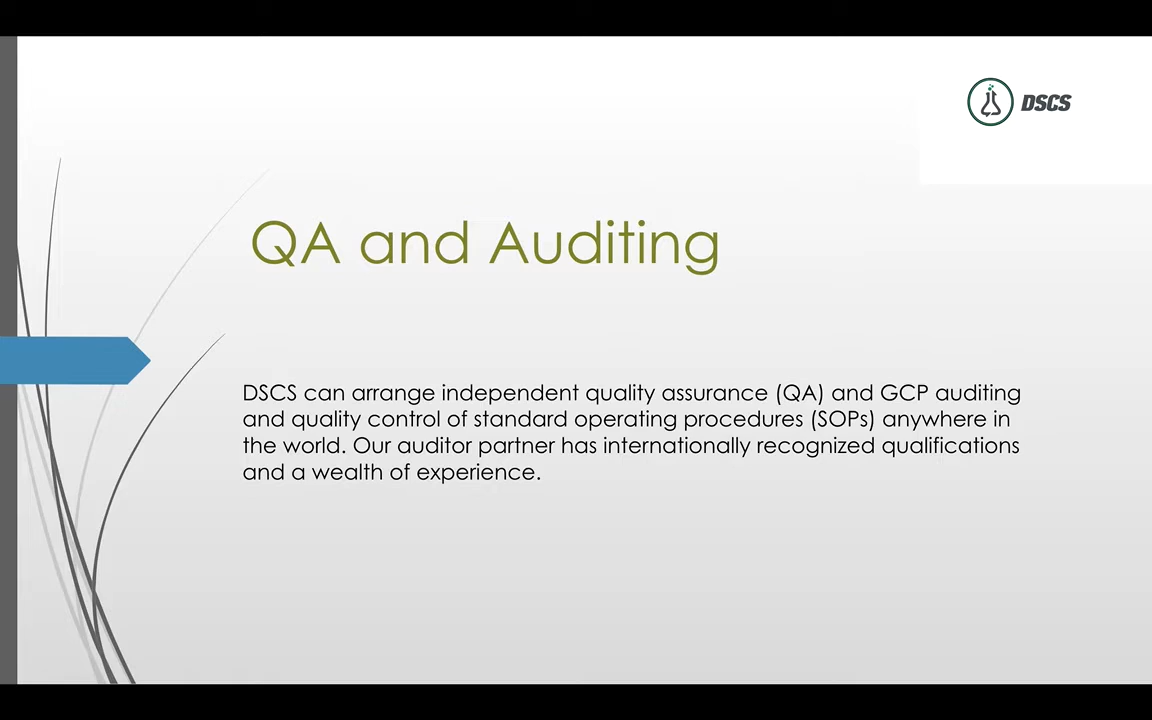 DSCS
QA and Auditing
DSCS can arrange independent quality assurance (QA) and GCP auditing
and quality control of standard operating procedures (SOPs) anywhere in
the world. Our auditor partner has internationally recognized qualifications
and a wealth of experience.